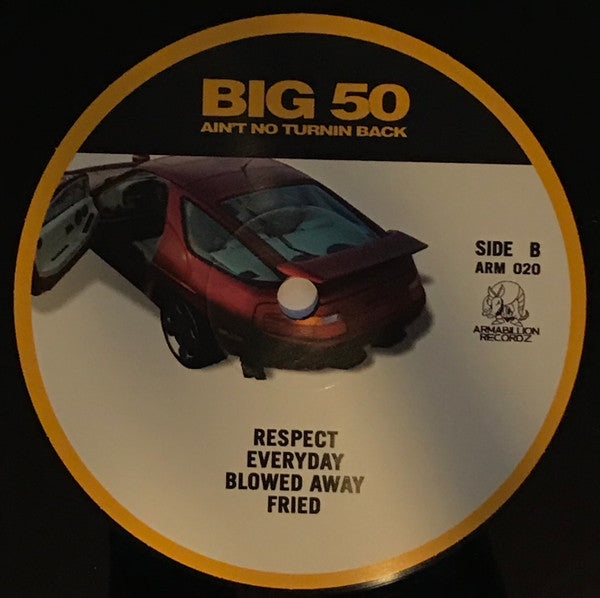 BIG 50
AIN'T NO TURNIN BACK
SIDE B
ARM 020
ARMABILLION
RECORDZ
RESPECT
EVERYDAY
BLOWED AWAY
FRIED